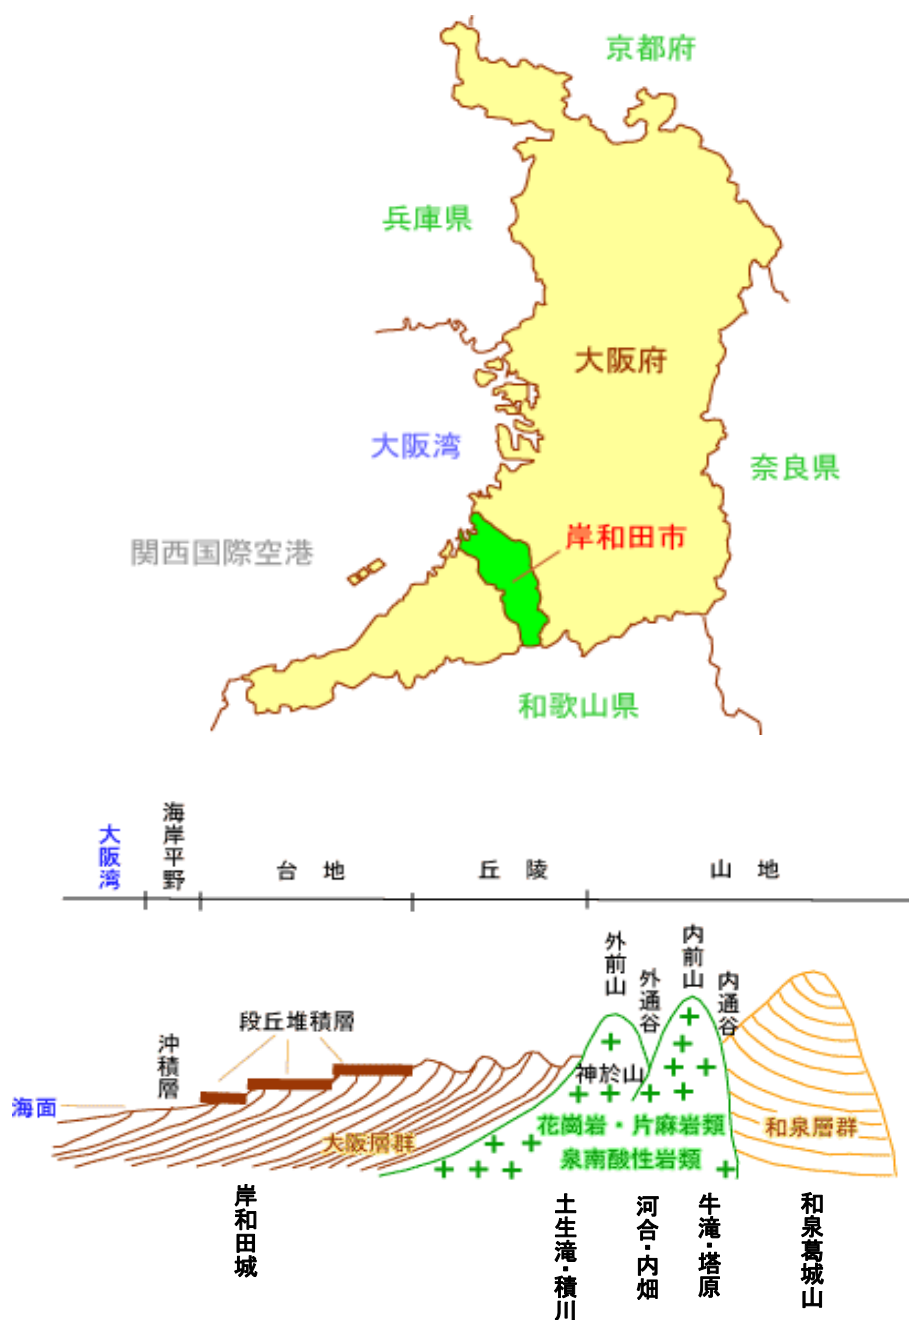 京都府
兵庫県
大阪府
大阪湾
奈良県
岸和田市
関西国際空港
和歌山県
大阪湾
海岸平野
台地
丘陵
山地
外前山
外通谷
内前山
内通谷
段丘堆積層
沖積層
神於山
海面
大阪層群
花崗岩・片麻岩類
泉南酸性岩類
和泉層群
岸和田城
土生滝・積川
河合・内畑
牛滝・塔原
和泉葛城山